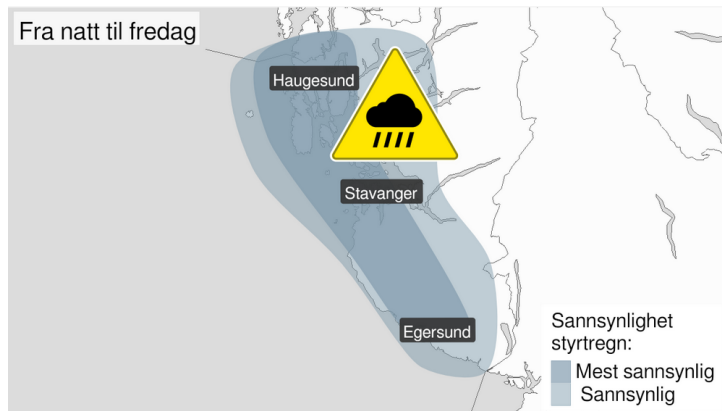 Fra natt til fredag
Haugesund
Stavanger
Egersund
Sannsynlighet
styrtregn:
Mest sannsynlig
Sannsynlig